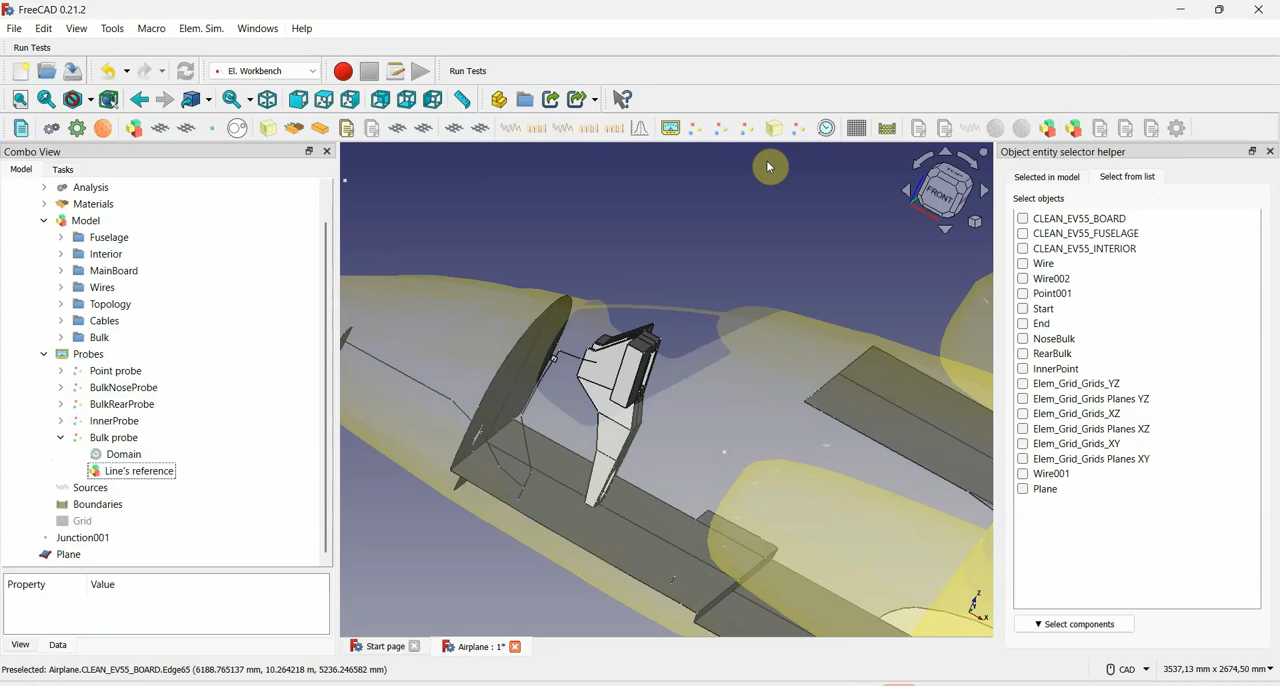 FreeCAD 0.21.2
File Edit View Tools Macro Elem. Sim. Windows Help
Run Tests
El. Workbench Run Tests
Combo View
Model Tasks
Analysis
Materials
Model
Fuselage
Interior
MainBoard
Wires
Topology
Cables
Bulk
Probes
Point probe
BulkNoseProbe
BulkRearProbe
InnerProbe
Bulk probe
Domain
Line's reference
Sources
Boundaries
Grid
Junction001
Plane
Property Value
View Data
TOP
FRONT
Z
Y
X
Start page Airplane : 1*
Object entity selector helper
Selected in model Select from list
Select objects
CLEAN_EV55_BOARD
CLEAN_EV55_FUSELAGE
CLEAN_EV55_INTERIOR
Wire
Wire002
Point001
Start
End
NoseBulk
RearBulk
InnerPoint
Elem_Grid_Grids_YZ
Elem_Grid_Grids Planes YZ
Elem_Grid_Grids_XZ
Elem_Grid_Grids Planes XZ
Elem_Grid_Grids_XY
Elem_Grid_Grids Planes XY
Wire001
Plane
▼ Select components
Preselected: Airplane.CLEAN_EV55_BOARD.Edge65 (6188.765137 mm, 10.264218 m, 5236.246582 mm) CAD 3537,13 mm x 2674,50 mm